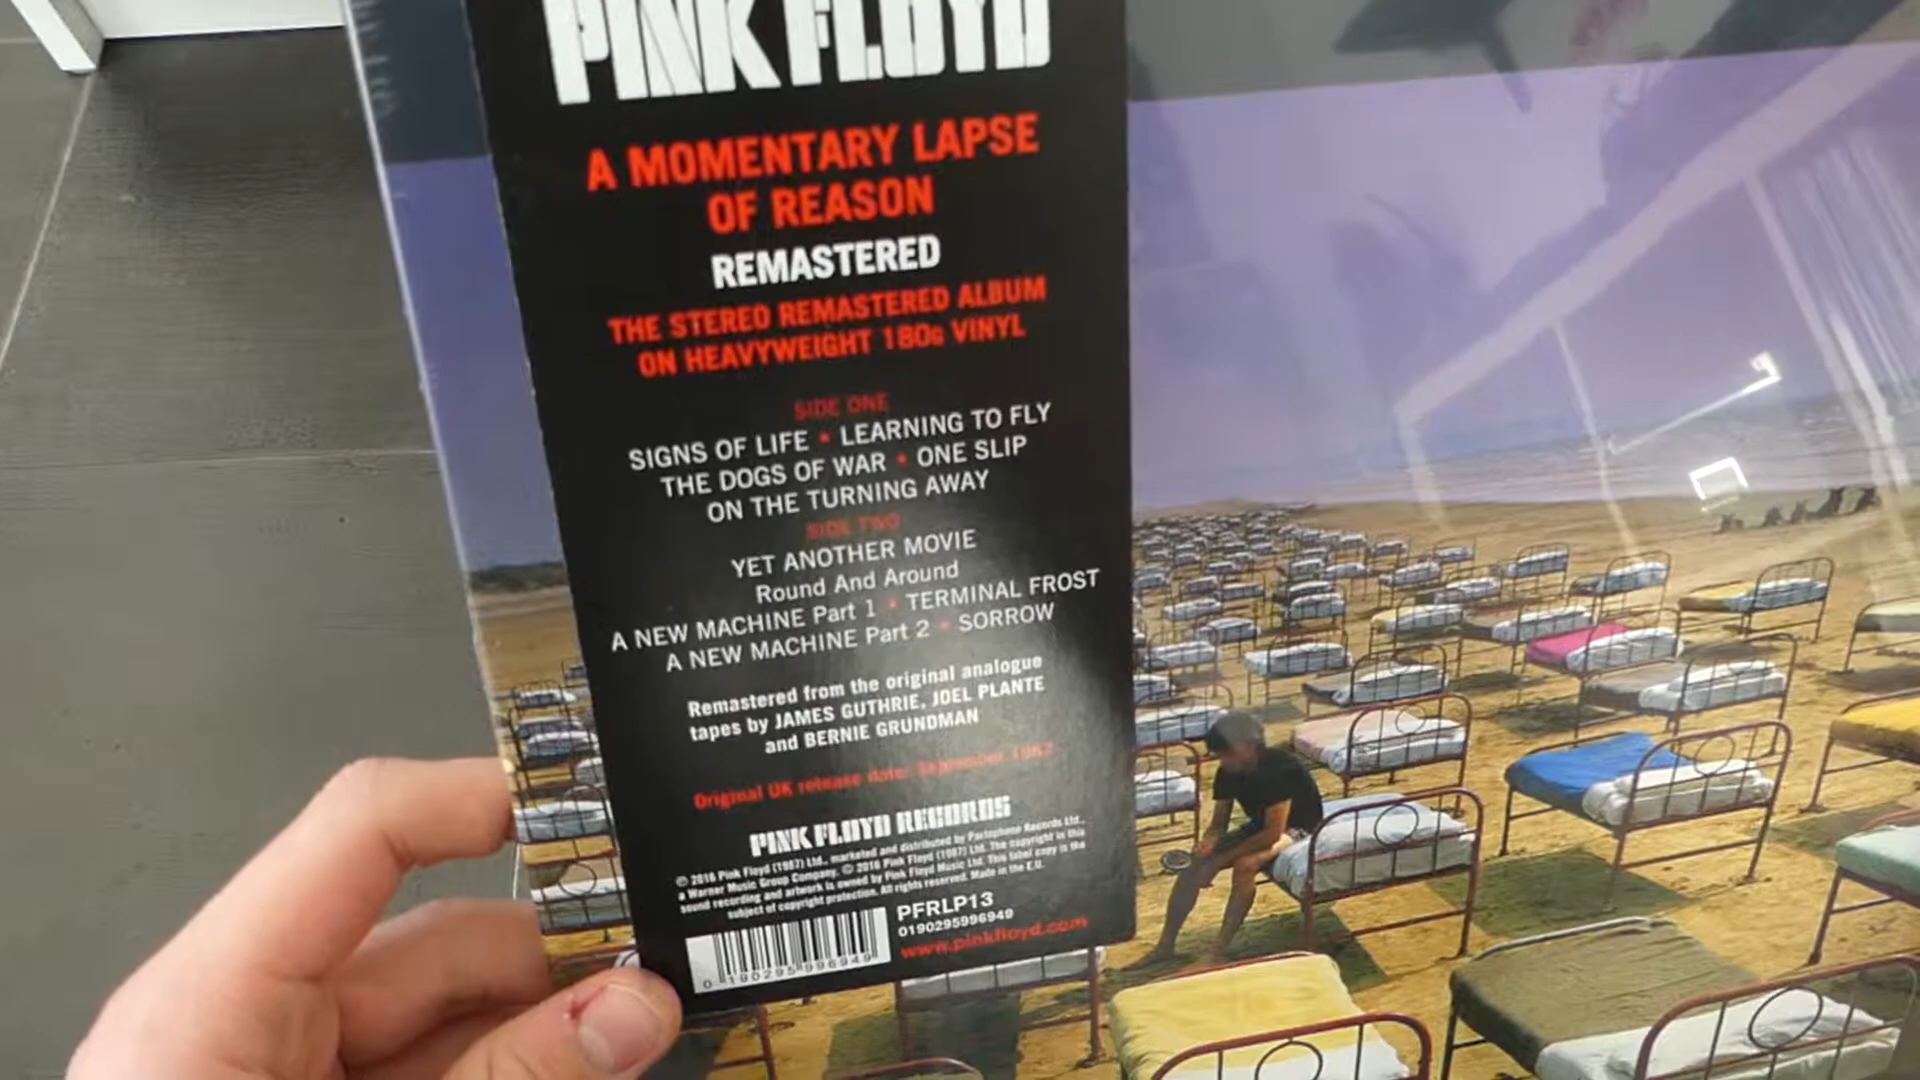 PINK FLOYD
A MOMENTARY LAPSE
OF REASON
REMASTERED
THE STEREO REMASTERED ALBUM
ON HEAVYWEIGHT 180G VINYL
SIDE ONE
SIGNS OF LIFE • LEARNING TO FLY
THE DOGS OF WAR • ONE SLIP
ON THE TURNING AWAY
SIDE TWO
YET ANOTHER MOVIE
Round And Around
A NEW MACHINE Part 1 • TERMINAL FROST
A NEW MACHINE Part 2 • SORROW
Remastered from the original analogue
tapes by JAMES GUTHRIE, JOEL PLANTE
and BERNIE GRUNDMAN
Original UK release date: September
PINK FLOYD RECORDS
℗ 2016 Pink Floyd (1987) Ltd., marketed and distributed by Parlophone Records Ltd.,
a Warner Music Group Company. © 2016 Pink Floyd (1987) Ltd. The copyright in this
sound recording and artwork is owned by Pink Floyd Music Ltd. This label copy is the
subject of copyright protection. All rights reserved. Made in the E.U.
PFRLP13
0190295996949
www.pinkfloyd.com
0 190295 996949